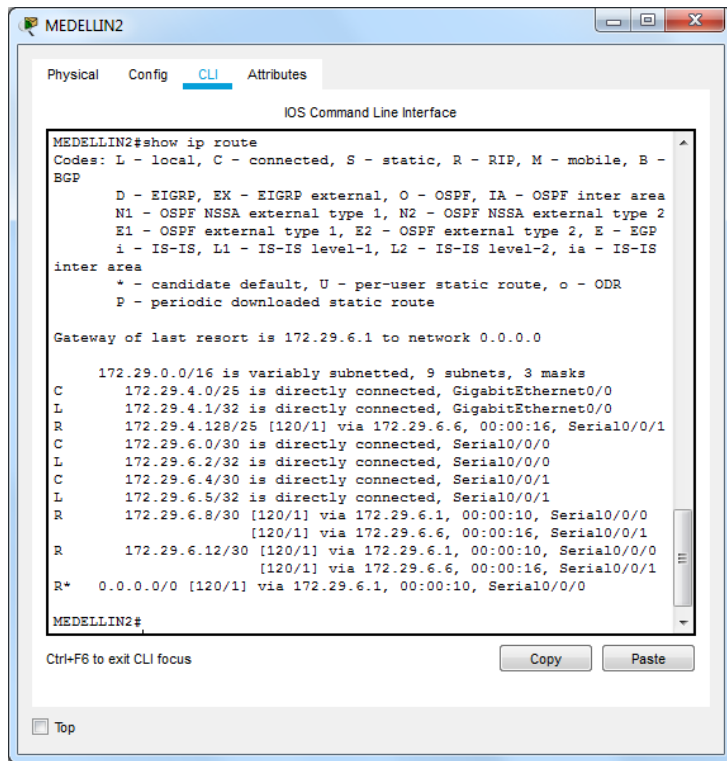 MEDELLIN2
Physical Config CLI Attributes
IOS Command Line Interface
MEDELLIN2#show ip route
Codes: L - local, C - connected, S - static, R - RIP, M - mobile, B -
BGP
D - EIGRP, EX - EIGRP external, O - OSPF, IA - OSPF inter area
N1 - OSPF NSSA external type 1, N2 - OSPF NSSA external type 2
E1 - OSPF external type 1, E2 - OSPF external type 2, E - EGP
i - IS-IS, L1 - IS-IS level-1, L2 - IS-IS level-2, ia - IS-IS
inter area
* - candidate default, U - per-user static route, o - ODR
P - periodic downloaded static route
Gateway of last resort is 172.29.6.1 to network 0.0.0.0
172.29.0.0/16 is variably subnetted, 9 subnets, 3 masks
C 172.29.4.0/25 is directly connected, GigabitEthernet0/0
L 172.29.4.1/32 is directly connected, GigabitEthernet0/0
R 172.29.4.128/25 [120/1] via 172.29.6.6, 00:00:16, Serial0/0/1
C 172.29.6.0/30 is directly connected, Serial0/0/0
L 172.29.6.2/32 is directly connected, Serial0/0/0
C 172.29.6.4/30 is directly connected, Serial0/0/1
L 172.29.6.5/32 is directly connected, Serial0/0/1
R 172.29.6.8/30 [120/1] via 172.29.6.1, 00:00:10, Serial0/0/0
[120/1] via 172.29.6.6, 00:00:16, Serial0/0/1
R 172.29.6.12/30 [120/1] via 172.29.6.1, 00:00:10, Serial0/0/0
[120/1] via 172.29.6.6, 00:00:16, Serial0/0/1
R* 0.0.0.0/0 [120/1] via 172.29.6.1, 00:00:10, Serial0/0/0
MEDELLIN2#
Ctrl+F6 to exit CLI focus
Copy Paste
Top